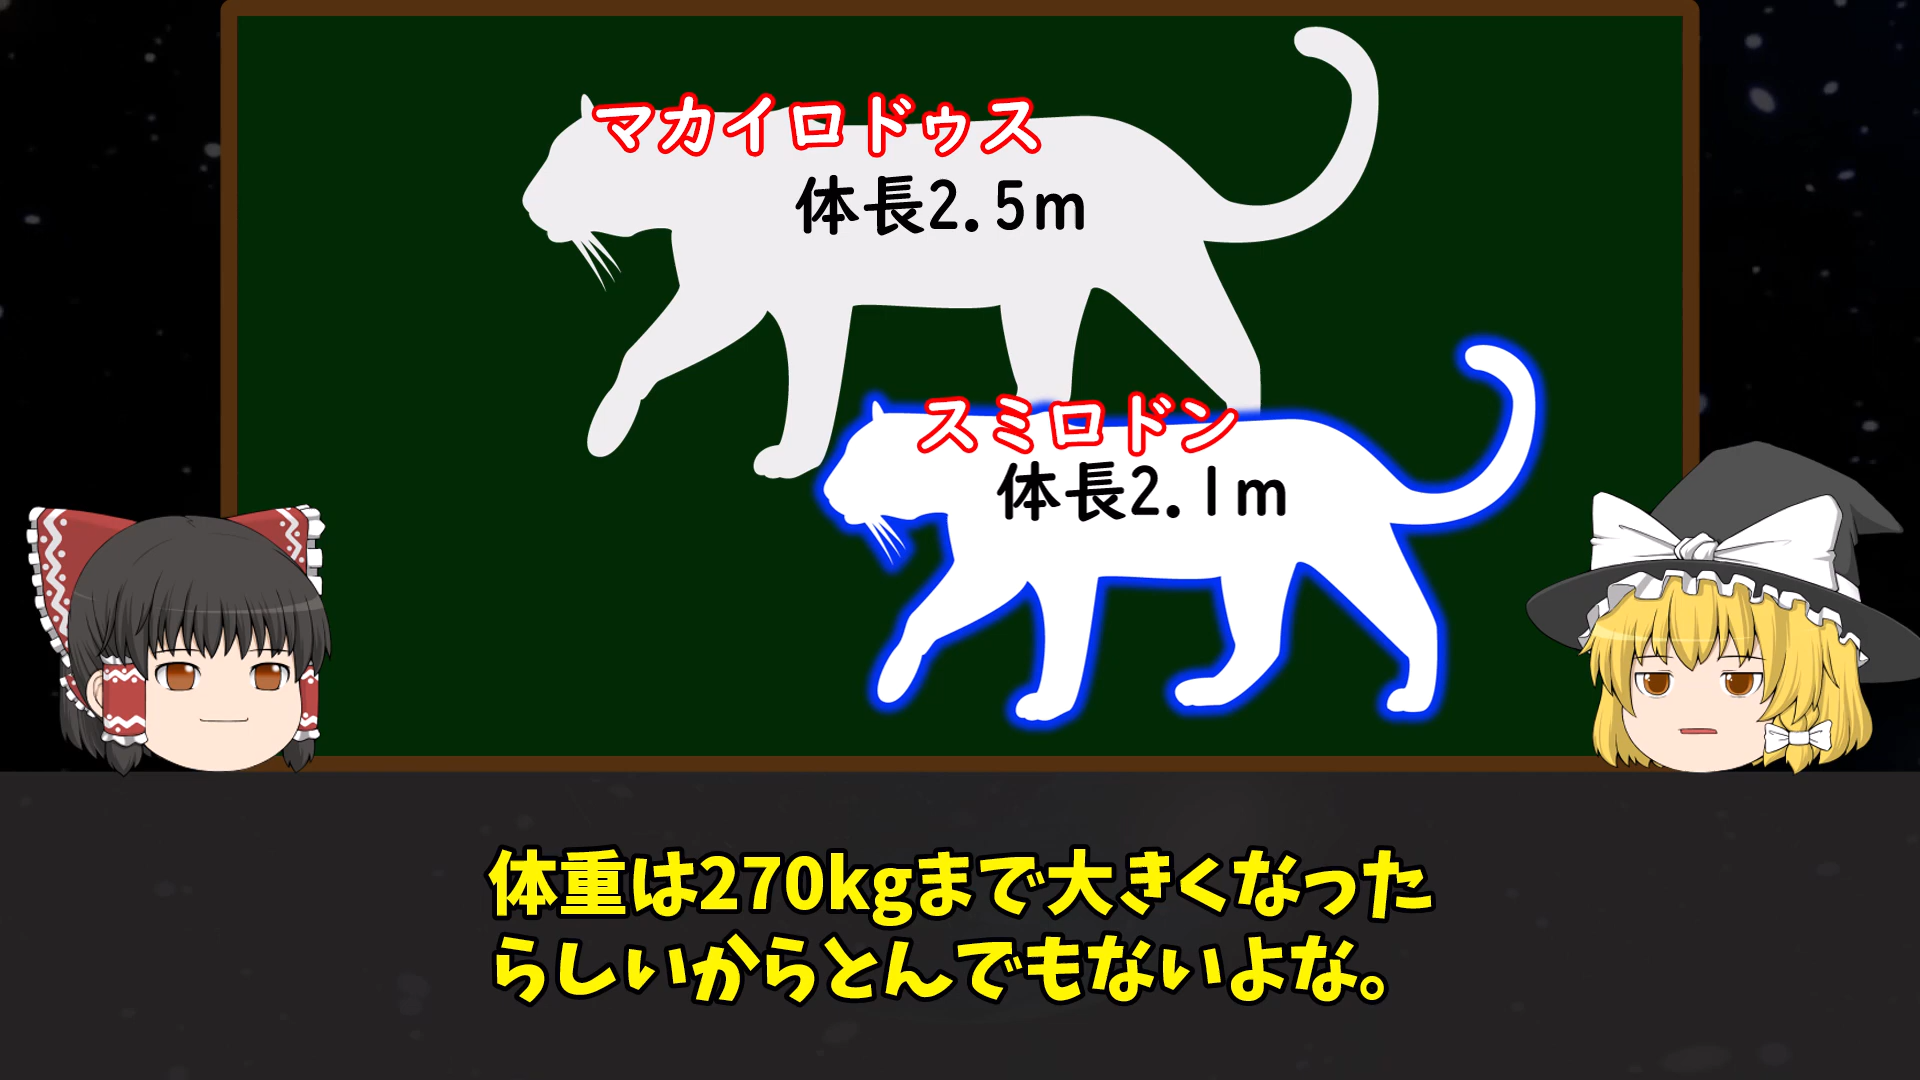 マカイロドゥス
体長2.5m
スミロドン
体長2.1m
体重は270kgまで大きくなった
らしいからとんでもないよな。